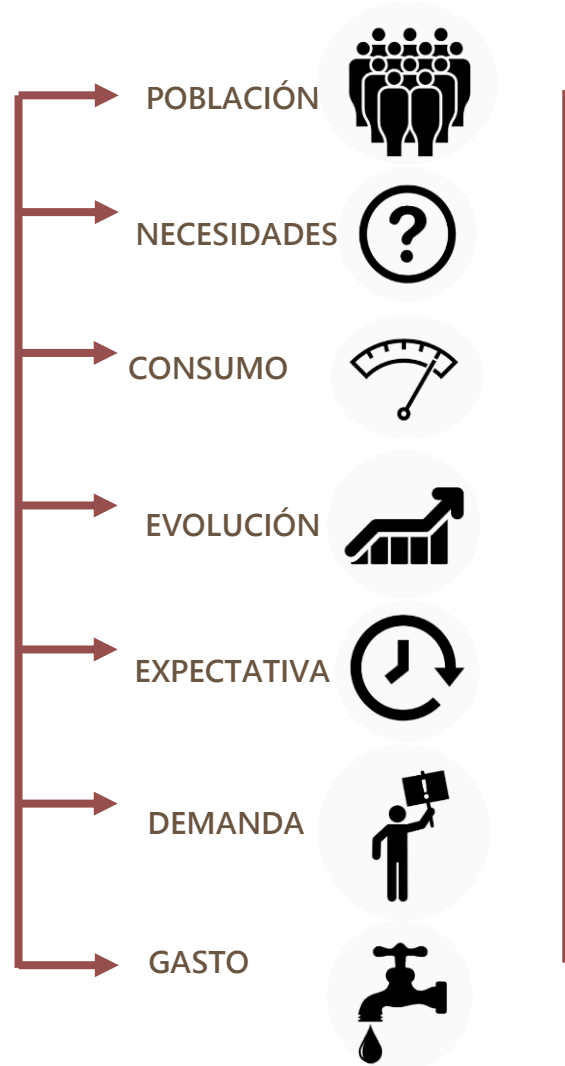 POBLACIÓN
NECESIDADES
?
CONSUMO
EVOLUCIÓN
EXPECTATIVA
!
DEMANDA
GASTO